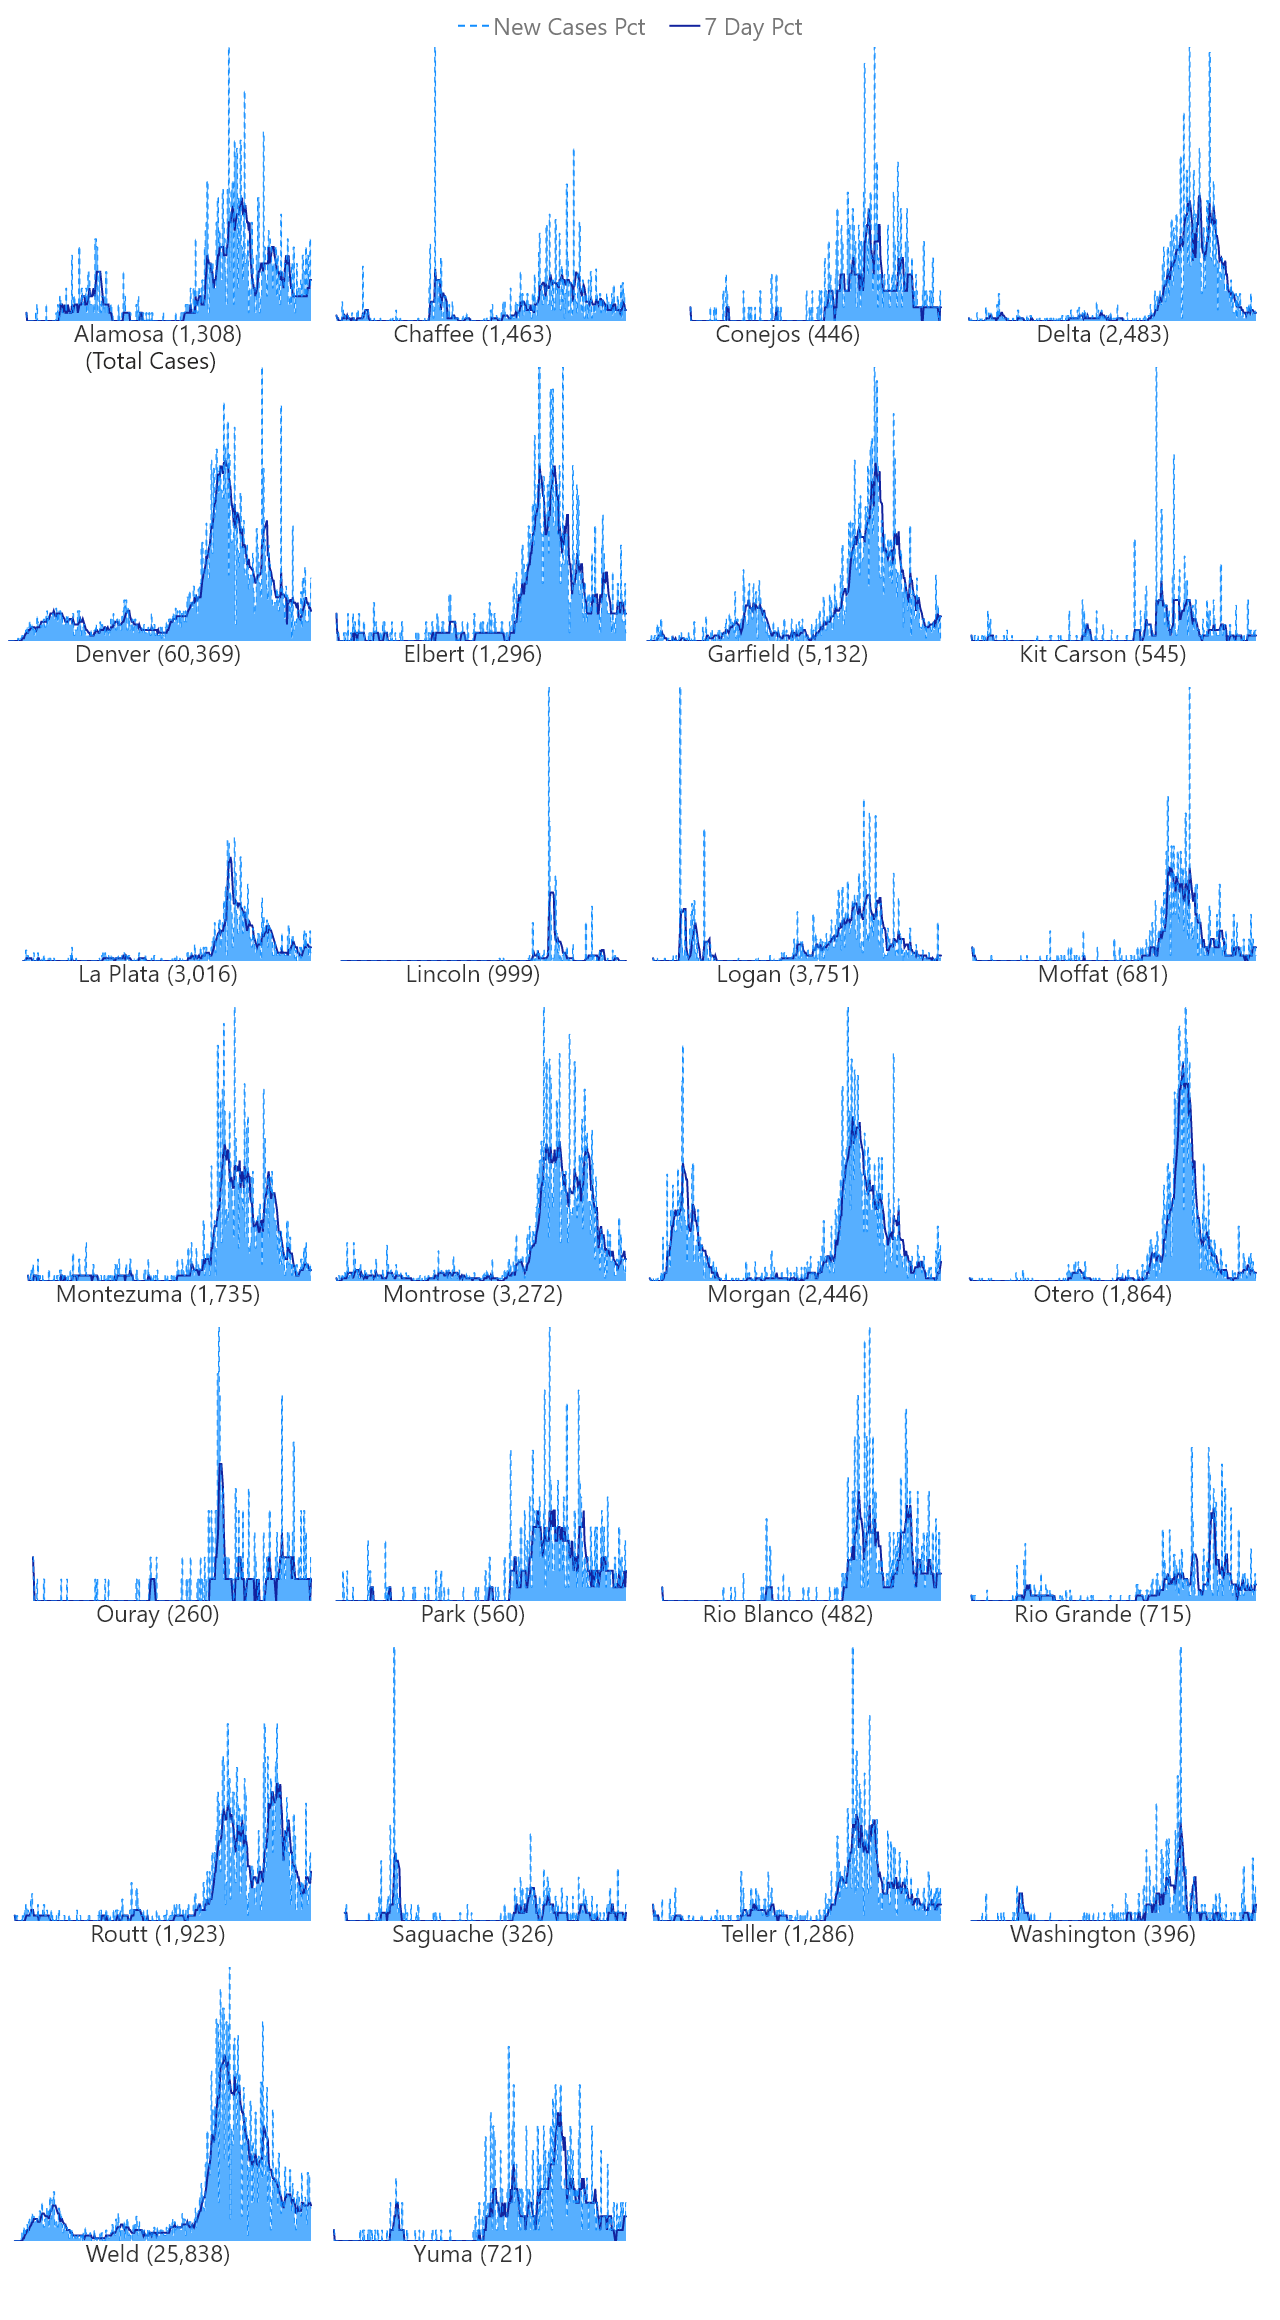 New Cases Pct 7 Day Pct
Alamosa (1,308) Chaffee (1,463) Conejos (446) Delta (2,483)
(Total Cases)
Denver (60,369) Elbert (1,296) Garfield (5,132) Kit Carson (545)
La Plata (3,016) Lincoln (999) Logan (3,751) Moffat (681)
Montezuma (1,735) Montrose (3,272) Morgan (2,446) Otero (1,864)
Ouray (260) Park (560) Rio Blanco (482) Rio Grande (715)
Routt (1,923) Saguache (326) Teller (1,286) Washington (396)
Weld (25,838) Yuma (721)